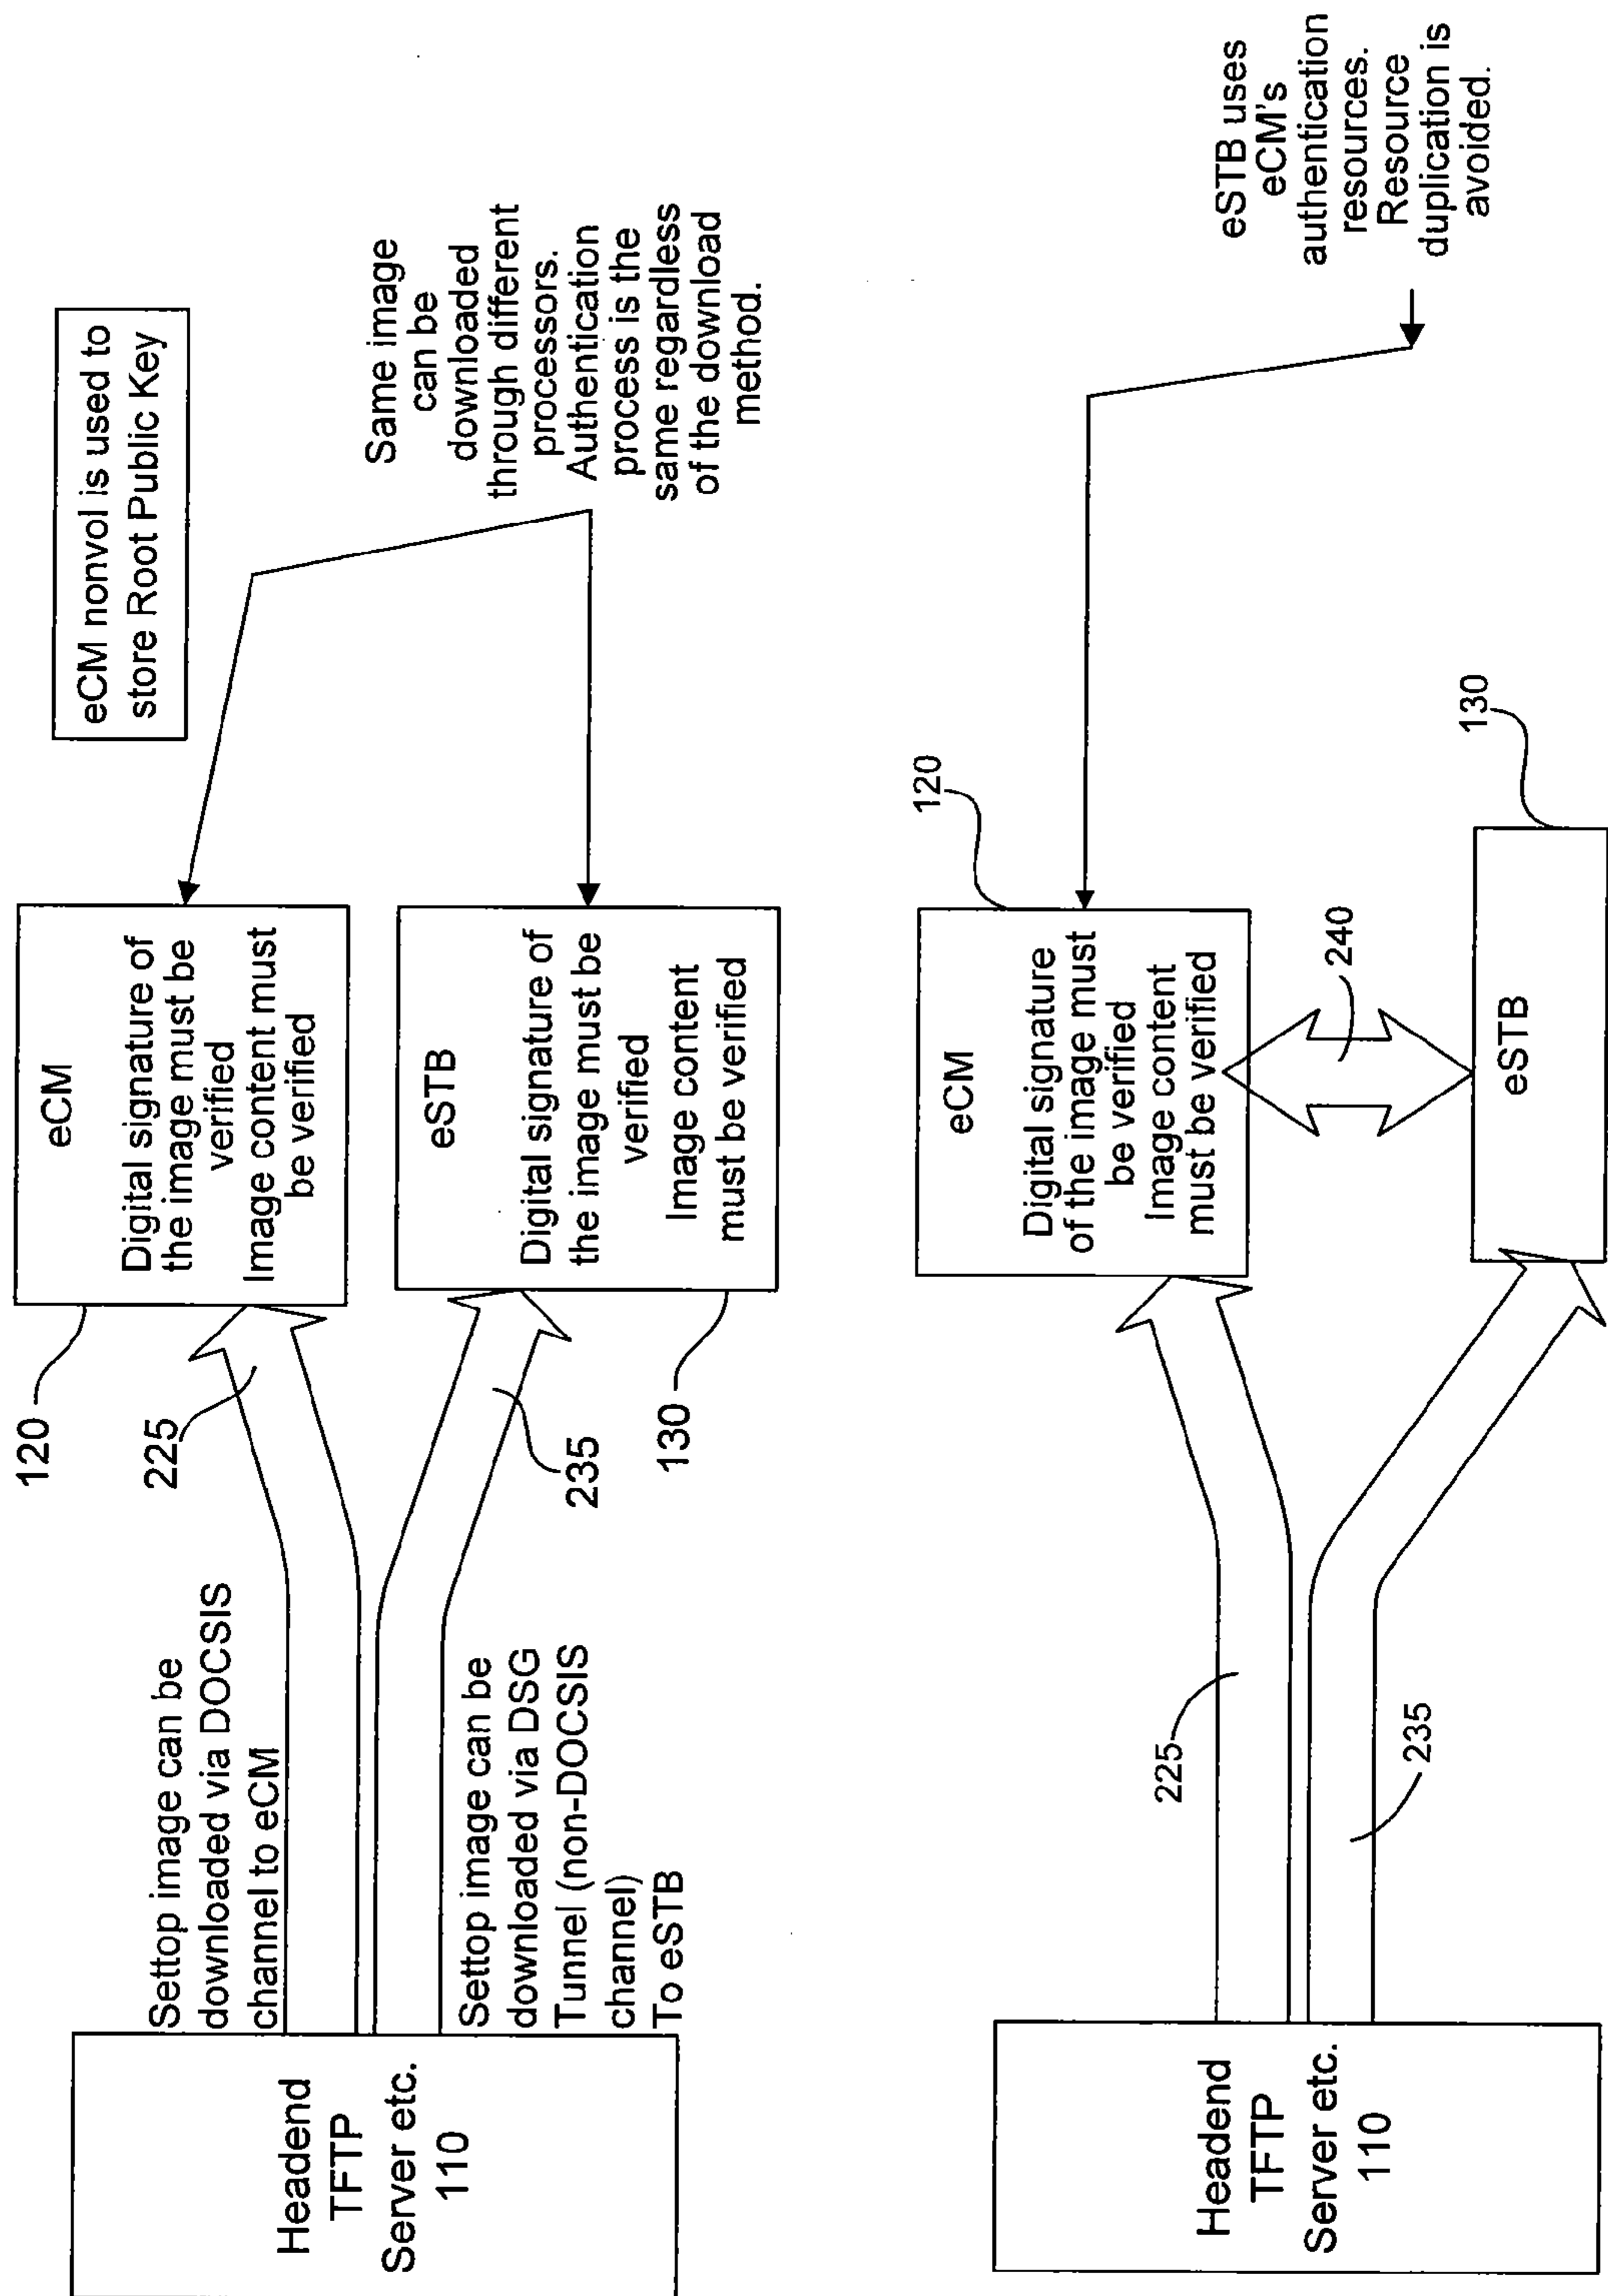 eCM nonvol is used to
store Root Public Key
Same image
can be
downloaded
through different
processors.
Authentication
process is the
same regardless
of the download
method.
120
225
eCM
Digital signature of
the image must be
verified
Image content must
be verified
Settop image can be
downloaded via DOCSIS
channel to eCM
Headend
TFTP
Server etc.
110
Settop image can be
downloaded via DSG
Tunnel (non-DOCSIS
channel)
To eSTB
235
130
eSTB
Digital signature of
the image must be
verified
Image content
must be verified
eSTB uses
eCM's
authentication
resources.
Resource
duplication is
avoided.
120
eCM
Digital signature
of the image must
be verified
Image content
must be verified
225
240
Headend
TFTP
Server etc.
110
235
130
eSTB